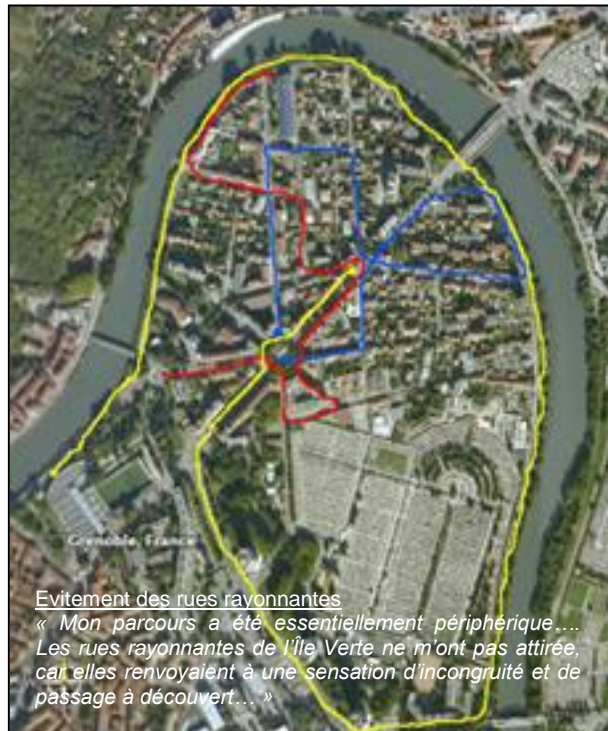 Grenoble, France
Evitement des rues rayonnantes
« Mon parcours a été essentiellement périphérique….
Les rues rayonnantes de l’Île Verte ne m’ont pas attirée,
car elles renvoyaient à une sensation d’incongruité et de
passage à découvert… »